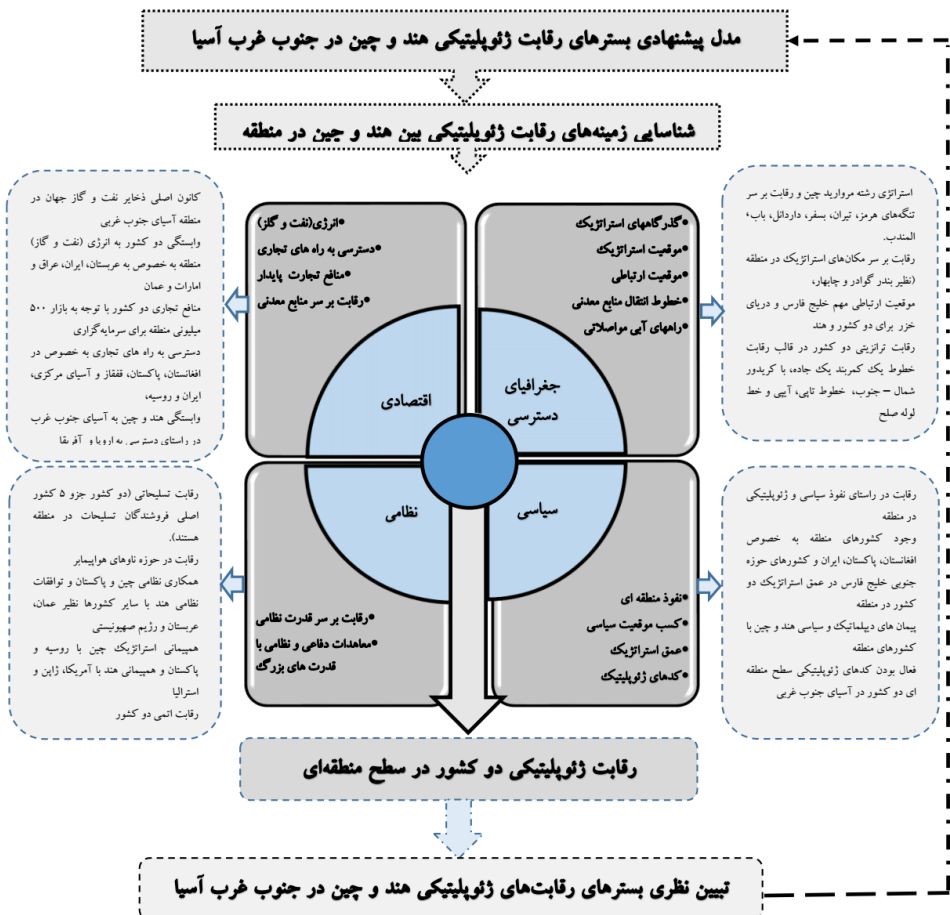 مدل پیشنهادی بسترهای رقابت ژئوپلیتیکی هند و چین در جنوب غرب آسیا
شناسایی زمینه‌های رقابت ژئوپلیتیکی بین هند و چین در منطقه
استراتژی رشته مروارید چین و رقابت بر سر
تنگه‌های هرمز، تیران، بسفر، داردانل، باب
المندب.
رقابت بر سر مکان‌های استراتژیک در منطقه
(نظیر بندر گوادر و چابهار،
موقعیت ارتباطی مهم خلیج فارس و دریای
خزر برای دو کشور و هند
رقابت ترانزیتی دو کشور در قالب رقابت
خطوط یک کمربند یک جاده، با کریدور
شمال – جنوب، خطوط تاپی، آیپی و خط
لوله صلح
•گذرگاههای استراتژیک
•موقعیت استراتژیک
•موقعیت ارتباطی
•خطوط انتقال منابع معدنی
•راههای آبی مواصلاتی
جغرافیای
دسترسی
•انرژی(نفت و گاز)
•دسترسی به راه های تجاری
•منافع تجارت پایدار
•رقابت بر سر منابع معدنی
اقتصادی
کانون اصلی ذخایر نفت و گاز جهان در
منطقه آسیای جنوب غربی
وابستگی دو کشور به انرژی (نفت و گاز)
منطقه به خصوص به عربستان، ایران، عراق و
امارات و عمان
منافع تجاری دو کشور با توجه به بازار ۵۰۰
میلیونی منطقه برای سرمایه‌گزاری
دسترسی به راه های تجاری به خصوص در
افغانستان، پاکستان، قفقاز و آسیای مرکزی،
ایران و روسیه،
وابستگی هند و چین به آسیای جنوب غرب
در راستای دسترسی به اروپا و آفریقا
رقابت در راستای نفوذ سیاسی و ژئوپلیتیکی
در منطقه
وجود کشورهای منطقه به خصوص
افغانستان، پاکستان، ایران و کشورهای حوزه
جنوبی خلیج فارس در عمق استراتژیک دو
کشور در منطقه
پیمان های دیپلماتیک و سیاسی هند و چین با
کشورهای منطقه
فعال بودن کدهای ژئوپلیتیکی سطح منطقه
ای دو کشور در آسیای جنوب غربی
سیاسی
•نفوذ منطقه ای
•کسب موقعیت سیاسی
•عمق استراتژیک
•کدهای ژئوپلیتیک
نظامی
•رقابت بر سر قدرت نظامی
•معاهدات دفاعی و نظامی با
قدرت های بزرگ
رقابت تسلیحاتی (دو کشور جزو ۵ کشور
اصلی فروشندگان تسلیحات در منطقه
هستند).
رقابت در حوزه ناوهای هواپیمابر
همکاری نظامی چین و پاکستان و توافقات
نظامی هند با سایر کشورها نظیر عمان،
عربستان و رژیم صهیونیستی
همپیمانی استراتژیک چین با روسیه و
پاکستان و همپیمانی هند با آمریکا، ژاپن و
استرالیا
رقابت اتمی دو کشور
رقابت ژئوپلیتیکی دو کشور در سطح منطقه‌ای
تبیین نظری بسترهای رقابت‌های ژئوپلیتیکی هند و چین در جنوب غرب آسیا